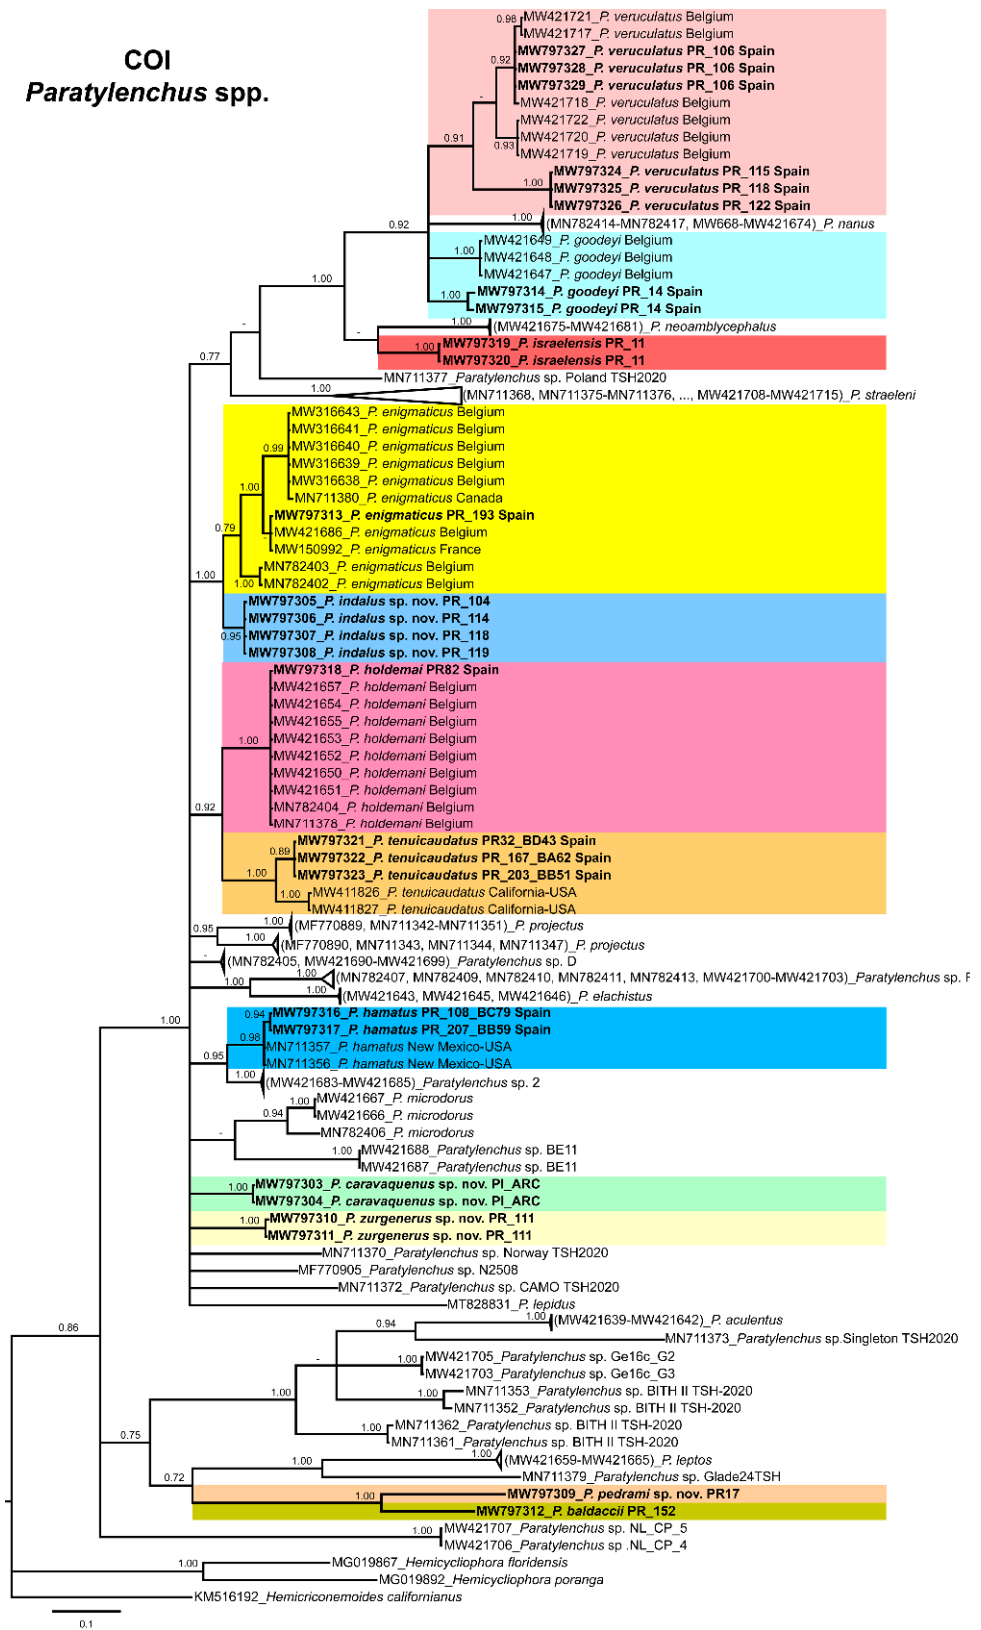 COI
Paratylenchus spp.
0.98
MW421721_P. veruculatus Belgium
MW421717_P. veruculatus Belgium
MW797327_P. veruculatus PR_106 Spain
0.92
MW797328_P. veruculatus PR_106 Spain
MW797329_P. veruculatus PR_106 Spain
-
MW421718_P. veruculatus Belgium
MW421722_P. veruculatus Belgium
0.91
MW421720_P. veruculatus Belgium
0.93
MW421719_P. veruculatus Belgium
MW797324_P. veruculatus PR_115 Spain
1.00
MW797325_P. veruculatus PR_118 Spain
MW797326_P. veruculatus PR_122 Spain
0.92
1.00
(MN782414-MN782417, MW668-MW421674)_P. nanus
MW421649_P. goodeyi Belgium
1.00
MW421648_P. goodeyi Belgium
MW421647_P. goodeyi Belgium
1.00
MW797314_P. goodeyi PR_14 Spain
1.00
MW797315_P. goodeyi PR_14 Spain
1.00
(MW421675-MW421681)_P. neoamblycephalus
-
-
MW797319_P. israelensis PR_11
1.00
MW797320_P. israelensis PR_11
0.77
MN711377_Paratylenchus sp. Poland TSH2020
1.00
(MN711368, MN711375-MN711376, ..., MW421708-MW421715)_P. straeleni
MW316643_P. enigmaticus Belgium
MW316641_P. enigmaticus Belgium
0.99
MW316640_P. enigmaticus Belgium
MW316639_P. enigmaticus Belgium
1.00
MW316638_P. enigmaticus Belgium
MN711380_P. enigmaticus Canada
MW797313_P. enigmaticus PR_193 Spain
0.79
MW421686_P. enigmaticus Belgium
-
MW150992_P. enigmaticus France
MN782403_P. enigmaticus Belgium
1.00
1.00
MN782402_P. enigmaticus Belgium
MW797305_P. indalus sp. nov. PR_104
MW797306_P. indalus sp. nov. PR_114
0.95
MW797307_P. indalus sp. nov. PR_118
MW797308_P. indalus sp. nov. PR_119
MW797318_P. holdemai PR82 Spain
MW421657_P. holdemani Belgium
MW421654_P. holdemani Belgium
MW421655_P. holdemani Belgium
1.00
MW421653_P. holdemani Belgium
MW421652_P. holdemani Belgium
MW421650_P. holdemani Belgium
MW421651_P. holdemani Belgium
0.92
MN782404_P. holdemani Belgium
MN711378_P. holdemani Belgium
MW797321_P. tenuicaudatus PR32_BD43 Spain
0.89
MW797322_P. tenuicaudatus PR_167_BA62 Spain
1.00
MW797323_P. tenuicaudatus PR_203_BB51 Spain
1.00
MW411826_P. tenuicaudatus California-USA
MW411827_P. tenuicaudatus California-USA
0.95
1.00
(MF770889, MN711342-MN711351)_P. projectus
1.00
(MF770890, MN711343, MN711344, MN711347)_P. projectus
-
(MN782405, MW421690-MW421699)_Paratylenchus sp. D
1.00
1.00
(MN782407, MN782409, MN782410, MN782411, MN782413, MW421700-MW421703)_Paratylenchus sp. F
1.00
(MW421643, MW421645, MW421646)_P. elachistus
0.94
MW797316_P. hamatus PR_108_BC79 Spain
1.00
MW797317_P. hamatus PR_207_BB59 Spain
0.98
MN711357_P. hamatus New Mexico-USA
0.95
MN711356_P. hamatus New Mexico-USA
1.00
(MW421683-MW421685)_Paratylenchus sp. 2
1.00
MW421667_P. microdorus
0.94
MW421666_P. microdorus
-
MN782406_P. microdorus
1.00
MW421688_Paratylenchus sp. BE11
MW421687_Paratylenchus sp. BE11
1.00
MW797303_P. caravaquenus sp. nov. PI_ARC
MW797304_P. caravaquenus sp. nov. PI_ARC
1.00
MW797310_P. zurgenerus sp. nov. PR_111
MW797311_P. zurgenerus sp. nov. PR_111
MN711370_Paratylenchus sp. Norway TSH2020
MF770905_Paratylenchus sp. N2508
MN711372_Paratylenchus sp. CAMO TSH2020
MT828831_P. lepidus
0.86
1.00
(MW421639-MW421642)_P. aculentus
0.94
MN711373_Paratylenchus sp.Singleton TSH2020
-
1.00
MW421705_Paratylenchus sp. Ge16c_G2
MW421703_Paratylenchus sp. Ge16c_G3
1.00
1.00
MN711353_Paratylenchus sp. BITH II TSH-2020
MN711352_Paratylenchus sp. BITH II TSH-2020
1.00
MN711362_Paratylenchus sp. BITH II TSH-2020
0.75
MN711361_Paratylenchus sp. BITH II TSH-2020
1.00
(MW421659-MW421665)_P. leptos
1.00
MN711379_Paratylenchus sp. Glade24TSH
0.72
1.00
MW797309_P. pedrami sp. nov. PR17
MW797312_P. baldaccii PR_152
1.00
MW421707_Paratylenchus sp. NL_CP_5
MW421706_Paratylenchus sp .NL_CP_4
1.00
MG019867_Hemicycliophora floridensis
MG019892_Hemicycliophora poranga
KM516192_Hemicriconemoides californianus
0.1